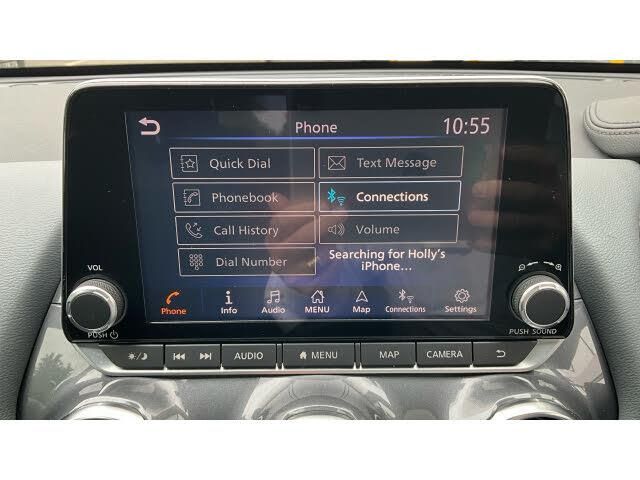 Phone
10:55
Quick Dial
Text Message
Phonebook
Connections
Call History
Volume
Dial Number
Searching for Holly's
iPhone...
Phone
Info
Audio
MENU
Map
Connections
Settings
VOL
PUSH
PUSH SOUND
AUDIO
MENU
MAP
CAMERA